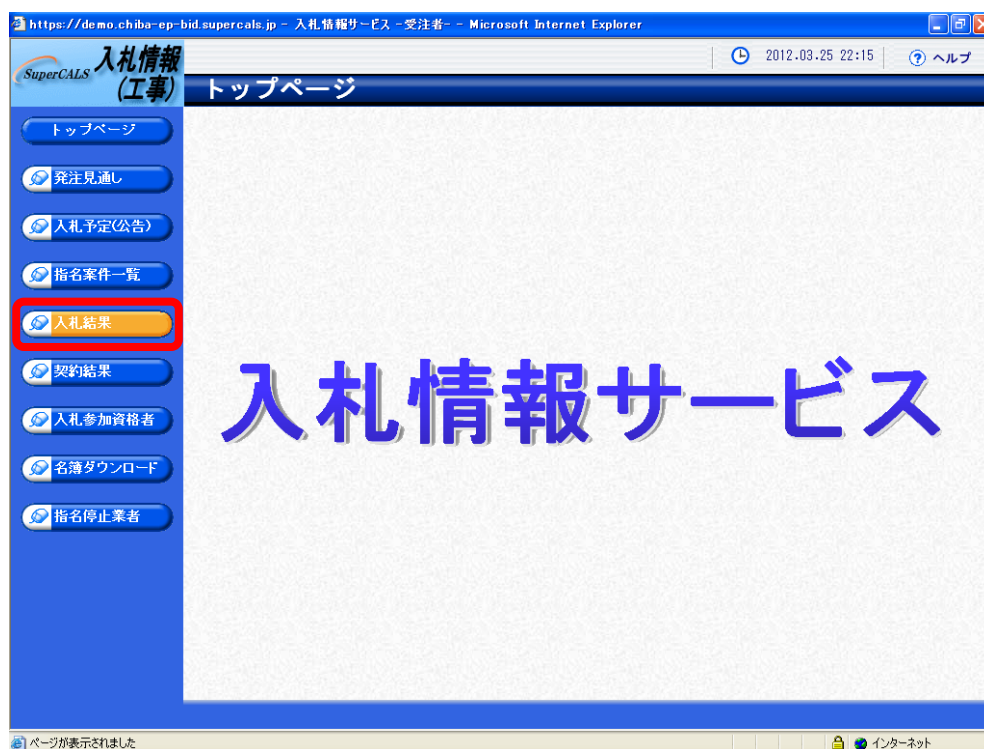 https://demo.chiba-ep-bid.supercals.jp - 入札情報サービス -受注者- - Microsoft Internet Explorer
SuperCALS 入札情報
(工事)
2012.03.25 22:15
ヘルプ
トップページ
トップページ
発注見通し
入札予定(公告)
指名案件一覧
入札結果
契約結果
入札参加資格者
名簿ダウンロード
指名停止業者
入札情報サービス
ページが表示されました
インターネット